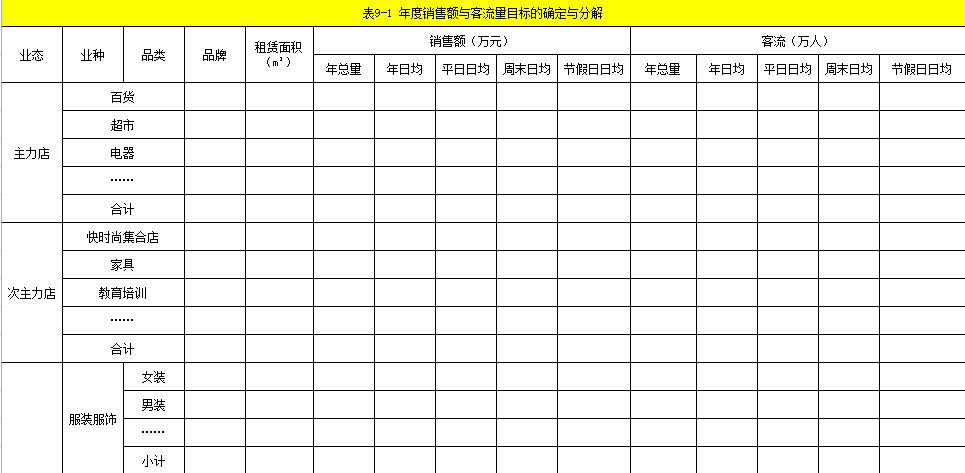 表9-1 年度销售额与客流量目标的确定与分解
业态 业种 品类 品牌 租赁面积（㎡） 销售额（万元） 客流（万人）
年总量 年日均 平日日均 周末日均 节假日日均 年总量 年日均 平日日均 周末日均 节假日日均
主力店
百货
超市
电器
……
合计
次主力店
快时尚集合店
家具
教育培训
……
合计
服装服饰
女装
男装
……
小计